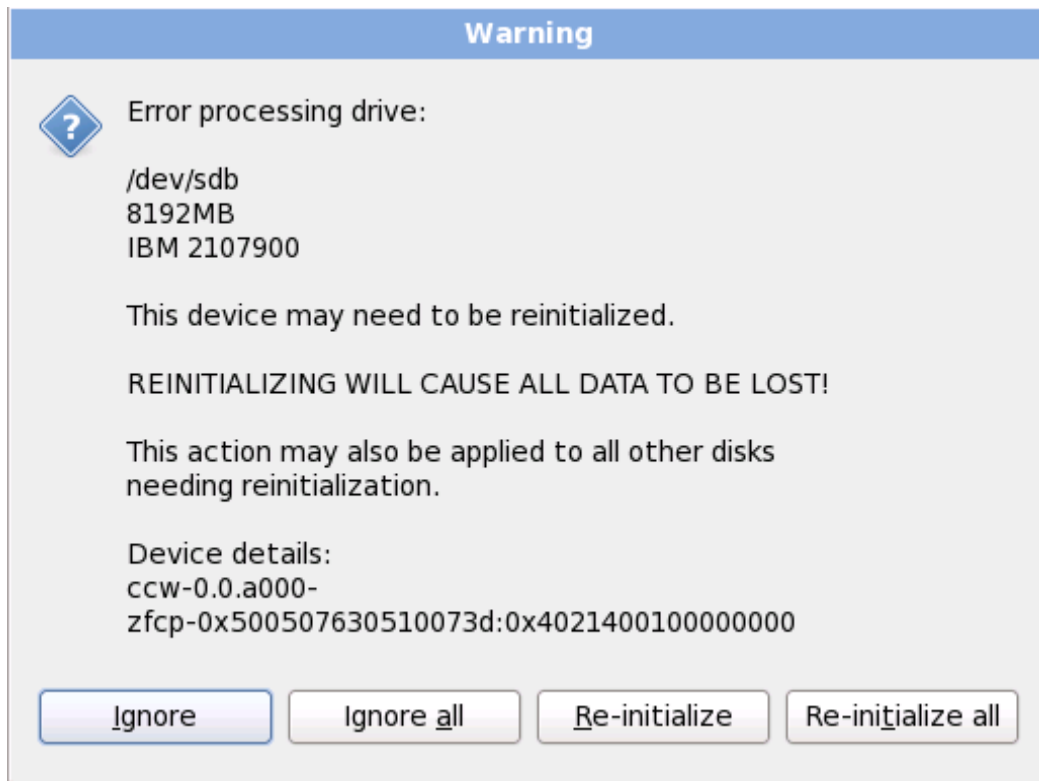 Warning
Error processing drive:
/dev/sdb
8192MB
IBM 2107900
This device may need to be reinitialized.
REINITIALIZING WILL CAUSE ALL DATA TO BE LOST!
This action may also be applied to all other disks
needing reinitialization.
Device details:
ccw-0.0.a000-
zfcp-0x500507630510073d:0x4021400100000000
Ignore Ignore all Re-initialize Re-initialize all